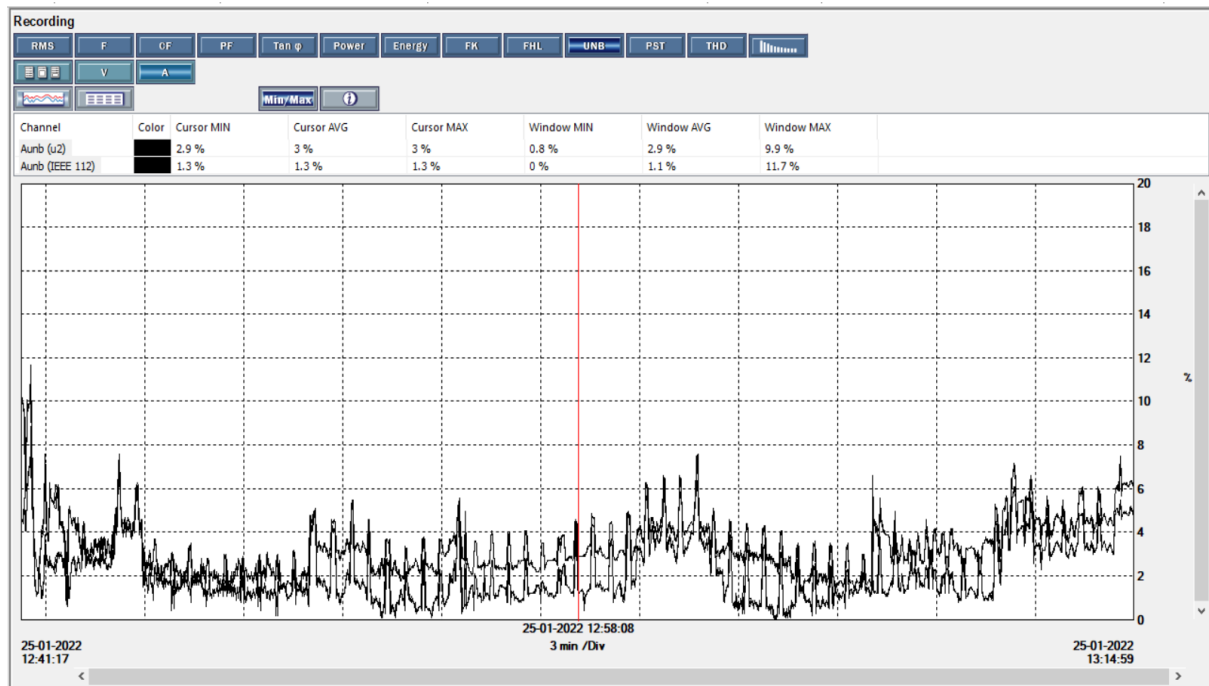 Recording
RMS F CF PF Tan φ Power Energy FK FHL UNB PST THD
V A
Min/Max
Channel Color Cursor MIN Cursor AVG Cursor MAX Window MIN Window AVG Window MAX
Aunb (u2) 2.9 % 3 % 3 % 0.8 % 2.9 % 9.9 %
Aunb (IEEE 112) 1.3 % 1.3 % 1.3 % 0 % 1.1 % 11.7 %
20
18
16
14
12
%
10
8
6
4
2
0
25-01-2022 12:58:08
25-01-2022 3 min /Div 25-01-2022
12:41:17 13:14:59